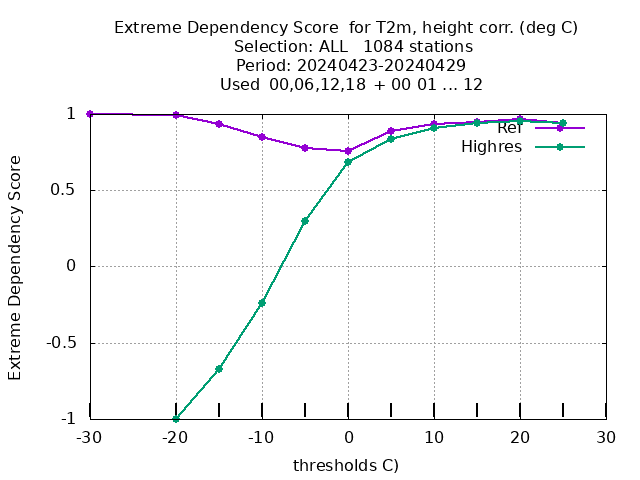 Extreme Dependency Score  for T2m, height corr. (deg C)
Selection: ALL   1084 stations
Period: 20240423-20240429
Used  00,06,12,18  + 00 01 ... 12
Ref
Highres
Extreme Dependency Score
1
0.5
0
-0.5
-1
-30 -20 -10 0 10 20 30
thresholds C)